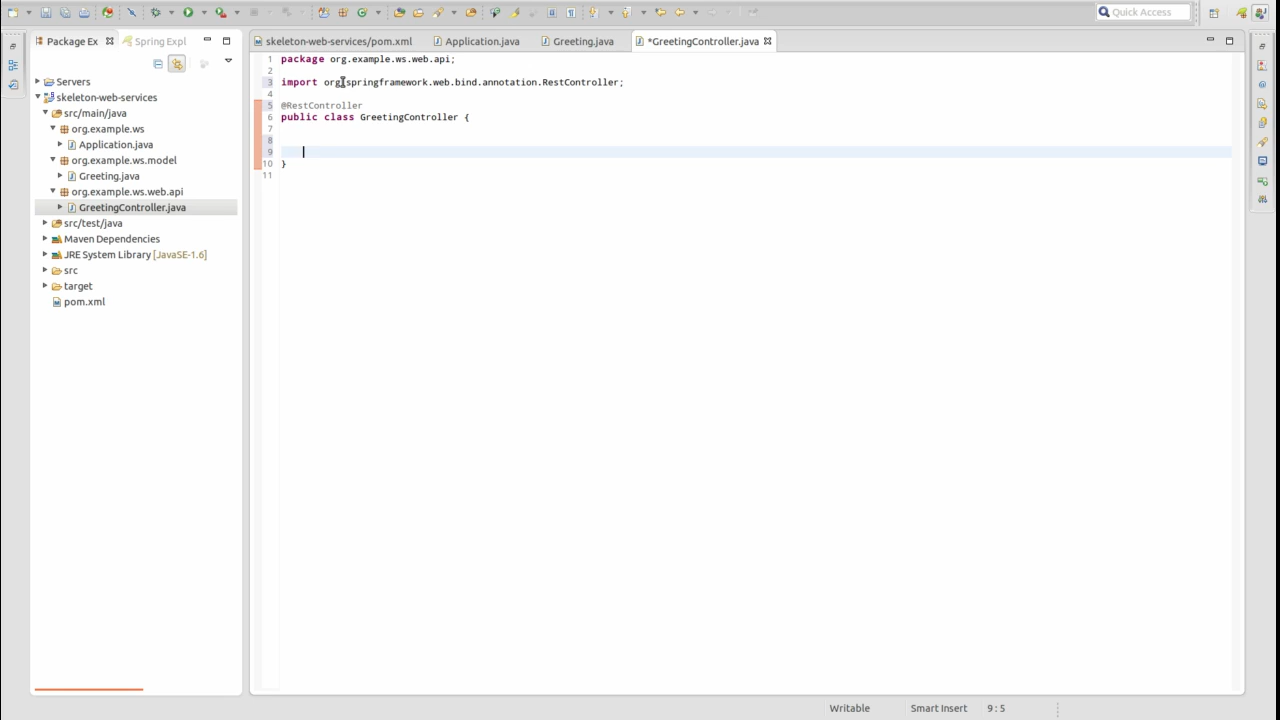 Quick Access
Package Ex
Spring Expl
skeleton-web-services/pom.xml
Application.java
Greeting.java
*GreetingController.java
Servers
skeleton-web-services
src/main/java
org.example.ws
Application.java
org.example.ws.model
Greeting.java
org.example.ws.web.api
GreetingController.java
src/test/java
Maven Dependencies
JRE System Library [JavaSE-1.6]
src
target
pom.xml
1 package org.example.ws.web.api;
2
3 import org.springframework.web.bind.annotation.RestController;
4
5 @RestController
6 public class GreetingController {
7
8
9
10 }
11
Writable
Smart Insert
9 : 5